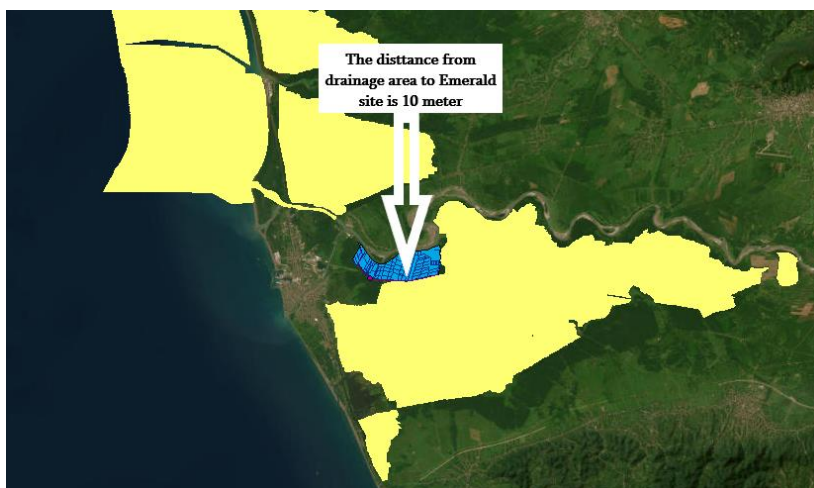 The disttance from
drainage area to Emerald
site is 10 meter